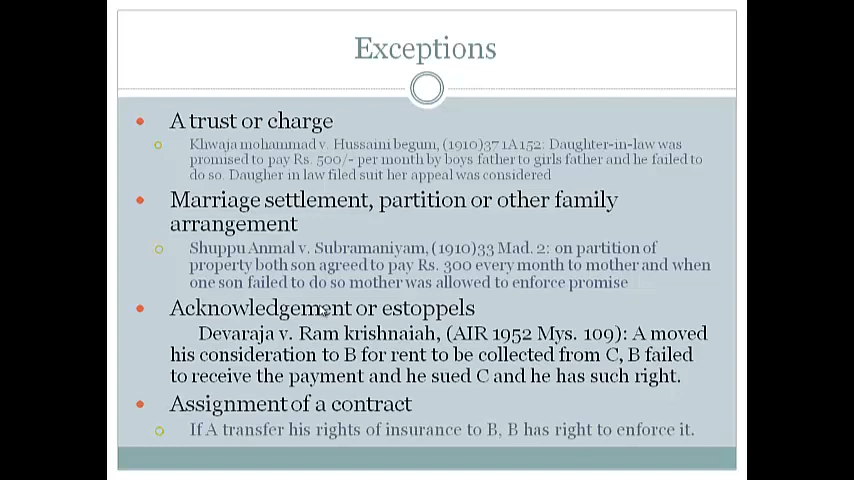 Exceptions
A trust or charge
Khwaja mohammad v. Hussaini begum, (1910)37 1A 152: Daughter-in-law was
promised to pay Rs. 500/- per month by boys father to girls father and he failed to
do so. Daugher in law filed suit her appeal was considered
Marriage settlement, partition or other family
arrangement
Shuppu Anmal v. Subramaniyam, (1910)33 Mad. 2: on partition of
property both son agreed to pay Rs. 300 every month to mother and when
one son failed to do so mother was allowed to enforce promise
Acknowledgement or estoppels
Devaraja v. Ram krishnaiah, (AIR 1952 Mys. 109): A moved
his consideration to B for rent to be collected from C, B failed
to receive the payment and he sued C and he has such right.
Assignment of a contract
If A transfer his rights of insurance to B, B has right to enforce it.